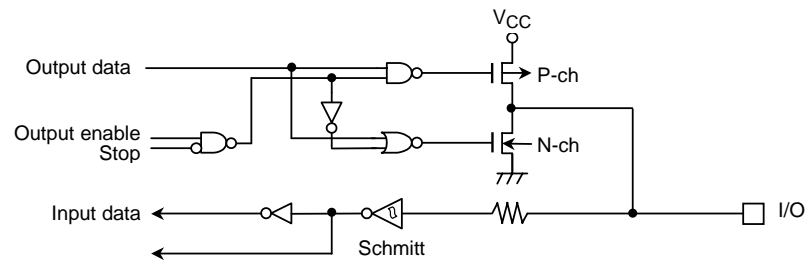 VCC
Output data
P-ch
Output enable
Stop
N-ch
Input data
I/O
Schmitt